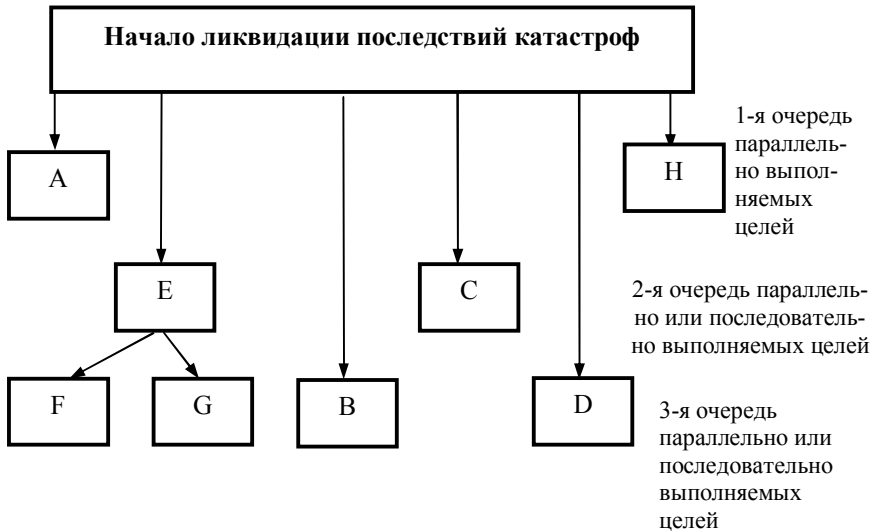 Начало ликвидации последствий катастроф
A
H
1-я очередь
параллель-
но выпол-
няемых
целей
E
C
2-я очередь параллель-
но или последователь-
но выполняемых целей
F
G
B
D
3-я очередь
параллельно или
последовательно
выполняемых
целей